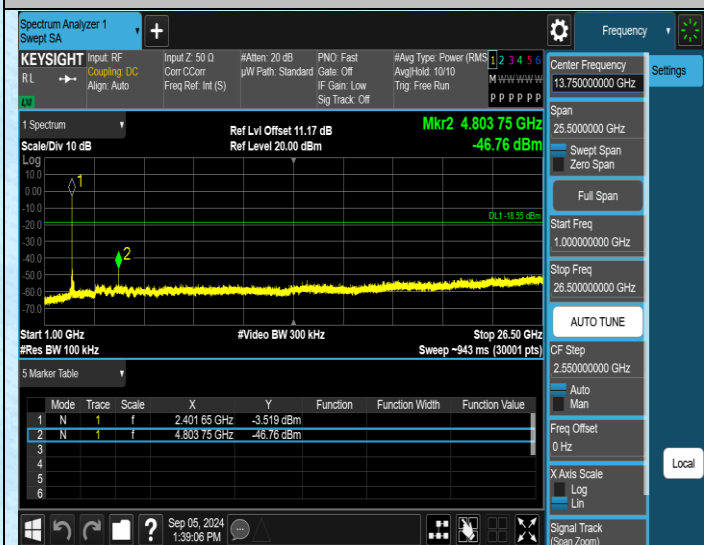 Spectrum Analyzer 1
Swept SA
Frequency
KEYSIGHT
RL
LXI
Input: RF
Coupling: DC
Align: Auto
Input Z: 50 Ω
Corr CCorr
Freq Ref: Int (S)
#Atten: 20 dB
µW Path: Standard
PNO: Fast
Gate: Off
IF Gain: Low
Sig Track: Off
#Avg Type: Power (RMS
Avg|Hold: 10/10
Trig: Free Run
1 2 3 4 5 6
M W W W W W
P P P P P P
1 Spectrum
Scale/Div 10 dB
Ref Lvl Offset 11.17 dB
Ref Level 20.00 dBm
Mkr2 4.803 75 GHz
-46.76 dBm
Log
10.0
0.00
-10.0
-20.0
-30.0
-40.0
-50.0
-60.0
-70.0
1
2
DL1 -18.55 dBm
Start 1.00 GHz
#Res BW 100 kHz
#Video BW 300 kHz
Stop 26.50 GHz
Sweep ~943 ms (30001 pts)
5 Marker Table
Mode Trace Scale X Y Function Function Width Function Value
1 N 1 f 2.401 65 GHz -3.519 dBm
2 N 1 f 4.803 75 GHz -46.76 dBm
3
4
5
6
Sep 05, 2024
1:39:06 PM
Center Frequency
13.750000000 GHz
Span
25.5000000 GHz
Swept Span
Zero Span
Full Span
Start Freq
1.000000000 GHz
Stop Freq
26.500000000 GHz
AUTO TUNE
CF Step
2.550000000 GHz
Auto
Man
Freq Offset
0 Hz
X Axis Scale
Log
Lin
Signal Track
(Span Zoom)
Settings
Local